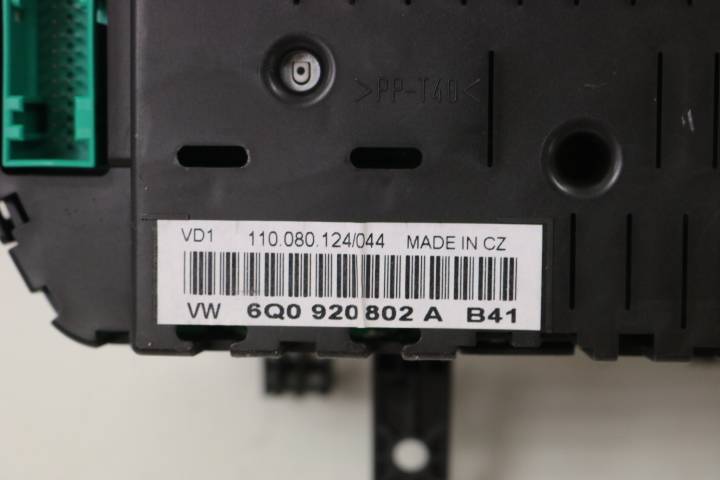 >PP-T40<
VD1 110.080.124/044 MADE IN CZ
VW 6Q0 920 802 A B41